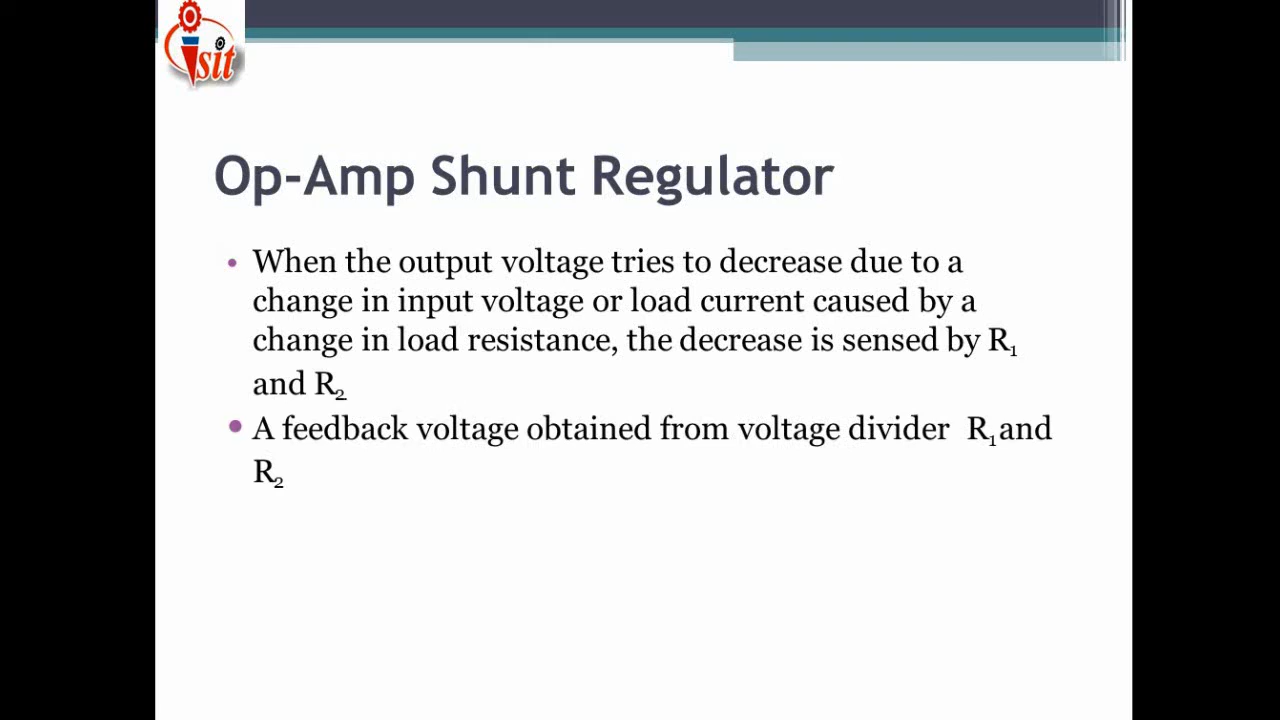 isit
Op-Amp Shunt Regulator
• When the output voltage tries to decrease due to a
change in input voltage or load current caused by a
change in load resistance, the decrease is sensed by R₁
and R₂
• A feedback voltage obtained from voltage divider R₁and
R₂